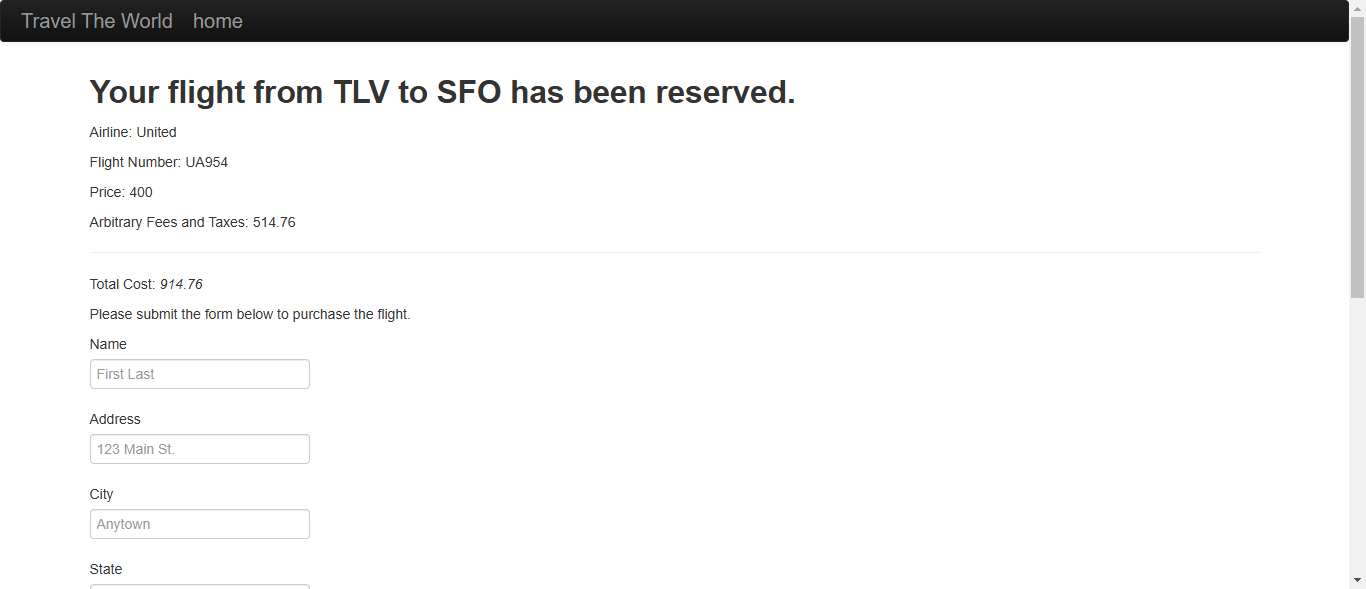 Travel The World home
Your flight from TLV to SFO has been reserved.
Airline: United
Flight Number: UA954
Price: 400
Arbitrary Fees and Taxes: 514.76
Total Cost: 914.76
Please submit the form below to purchase the flight.
Name
First Last
Address
123 Main St.
City
Anytown
State